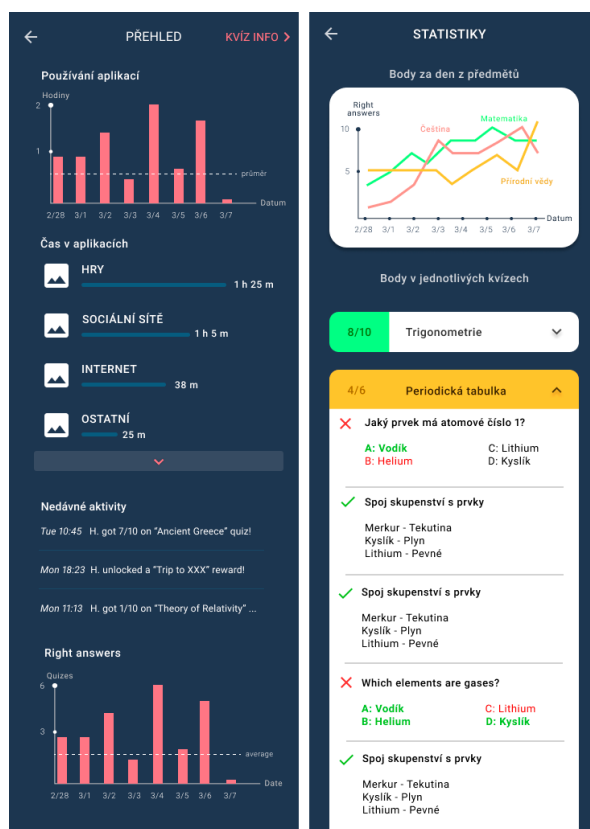 PŘEHLED
KVÍZ INFO
Používání aplikací
Hodiny
2
1
průměr
Datum
2/28 3/1 3/2 3/3 3/4 3/5 3/6 3/7
Čas v aplikacích
HRY
1 h 25 m
SOCIÁLNÍ SÍTĚ
1 h 5 m
INTERNET
38 m
OSTATNÍ
25 m
Nedávné aktivity
Tue 10:45 H. got 7/10 on “Ancient Greece” quiz!
Mon 18:23 H. unlocked a “Trip to XXX” reward!
Mon 11:13 H. got 1/10 on “Theory of Relativity” ...
Right answers
Quizes
6
3
average
Date
2/28 3/1 3/2 3/3 3/4 3/5 3/6 3/7
STATISTIKY
Body za den z předmětů
Right
answers
10
5
Matematika
Čeština
Přírodní vědy
Datum
2/28 3/1 3/2 3/3 3/4 3/5 3/6 3/7
Body v jednotlivých kvízech
8/10 Trigonometrie
4/6 Periodická tabulka
Jaký prvek má atomové číslo 1?
A: Vodík C: Lithium
B: Helium D: Kyslík
Spoj skupenství s prvky
Merkur - Tekutina
Kyslík - Plyn
Lithium - Pevné
Spoj skupenství s prvky
Merkur - Tekutina
Kyslík - Plyn
Lithium - Pevné
Which elements are gases?
A: Vodík C: Lithium
B: Helium D: Kyslík
Spoj skupenství s prvky
Merkur - Tekutina
Kyslík - Plyn
Lithium - Pevné